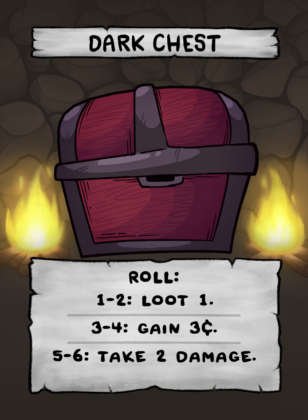 DARK CHEST
ROLL:
1-2: LOOT 1.
3-4: GAIN 3¢.
5-6: TAKE 2 DAMAGE.